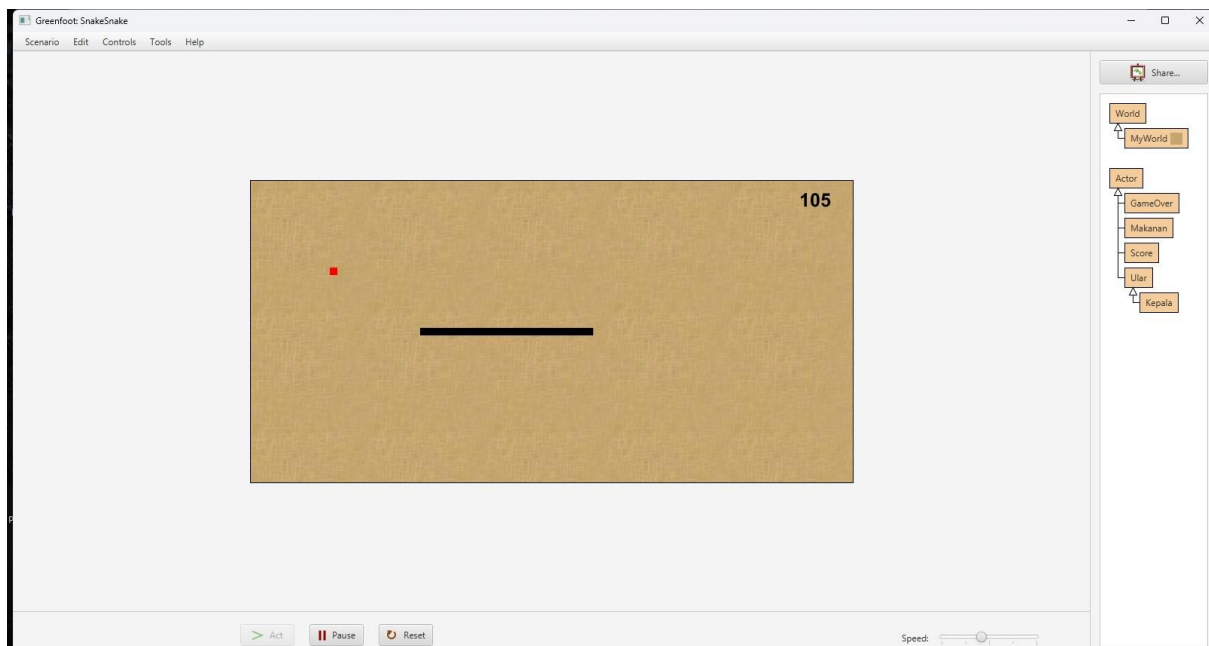 Greenfoot: SnakeSnake
Scenario Edit Controls Tools Help
Share...
World
MyWorld
105
Actor
GameOver
Makanan
Score
Ular
Kepala
P
Act Pause Reset Speed: